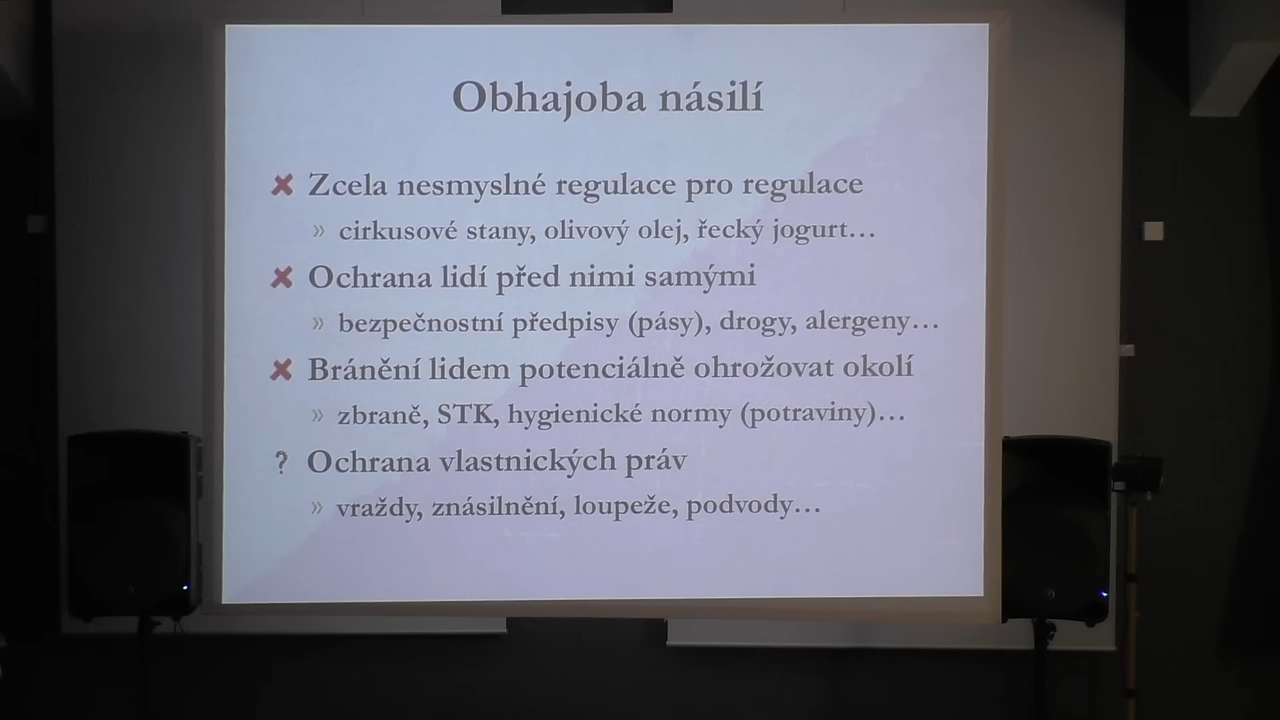 Obhajoba násilí
✘ Zcela nesmyslné regulace pro regulace
» cirkusové stany, olivový olej, řecký jogurt…
✘ Ochrana lidí před nimi samými
» bezpečnostní předpisy (pásy), drogy, alergeny…
✘ Bránění lidem potenciálně ohrožovat okolí
» zbraně, STK, hygienické normy (potraviny)…
? Ochrana vlastnických práv
» vraždy, znásilnění, loupeže, podvody…